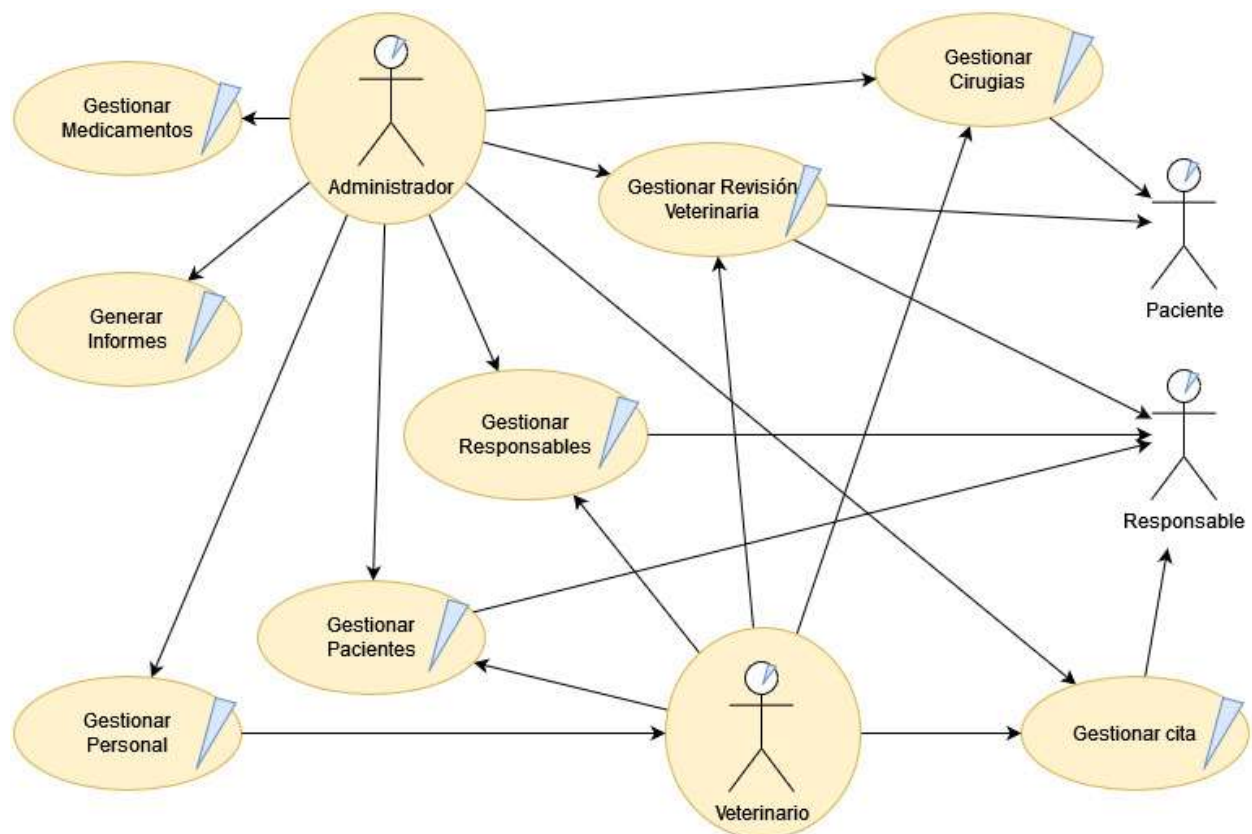 Gestionar
Cirugias
Gestionar
Medicamentos
Administrador
Gestionar Revisión
Veterinaria
Paciente
Generar
Informes
Gestionar
Responsables
Responsable
Gestionar
Pacientes
Gestionar
Personal
Gestionar cita
Veterinario